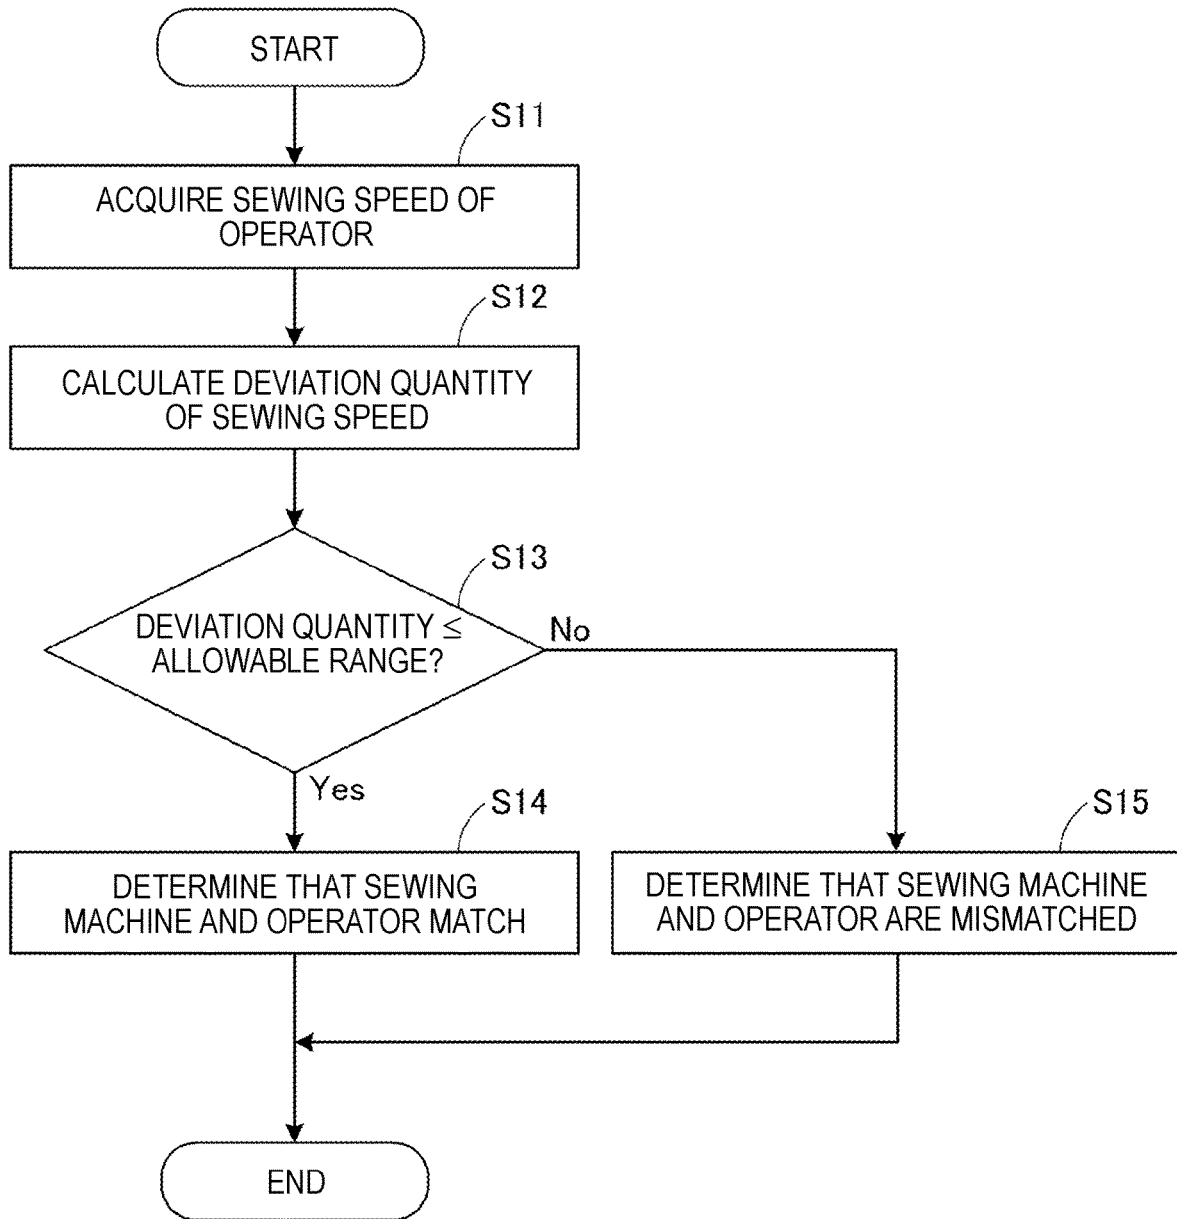 START
S11
ACQUIRE SEWING SPEED OF
OPERATOR
S12
CALCULATE DEVIATION QUANTITY
OF SEWING SPEED
S13
DEVIATION QUANTITY ≤
ALLOWABLE RANGE?
No
Yes
S14
DETERMINE THAT SEWING
MACHINE AND OPERATOR MATCH
S15
DETERMINE THAT SEWING MACHINE
AND OPERATOR ARE MISMATCHED
END